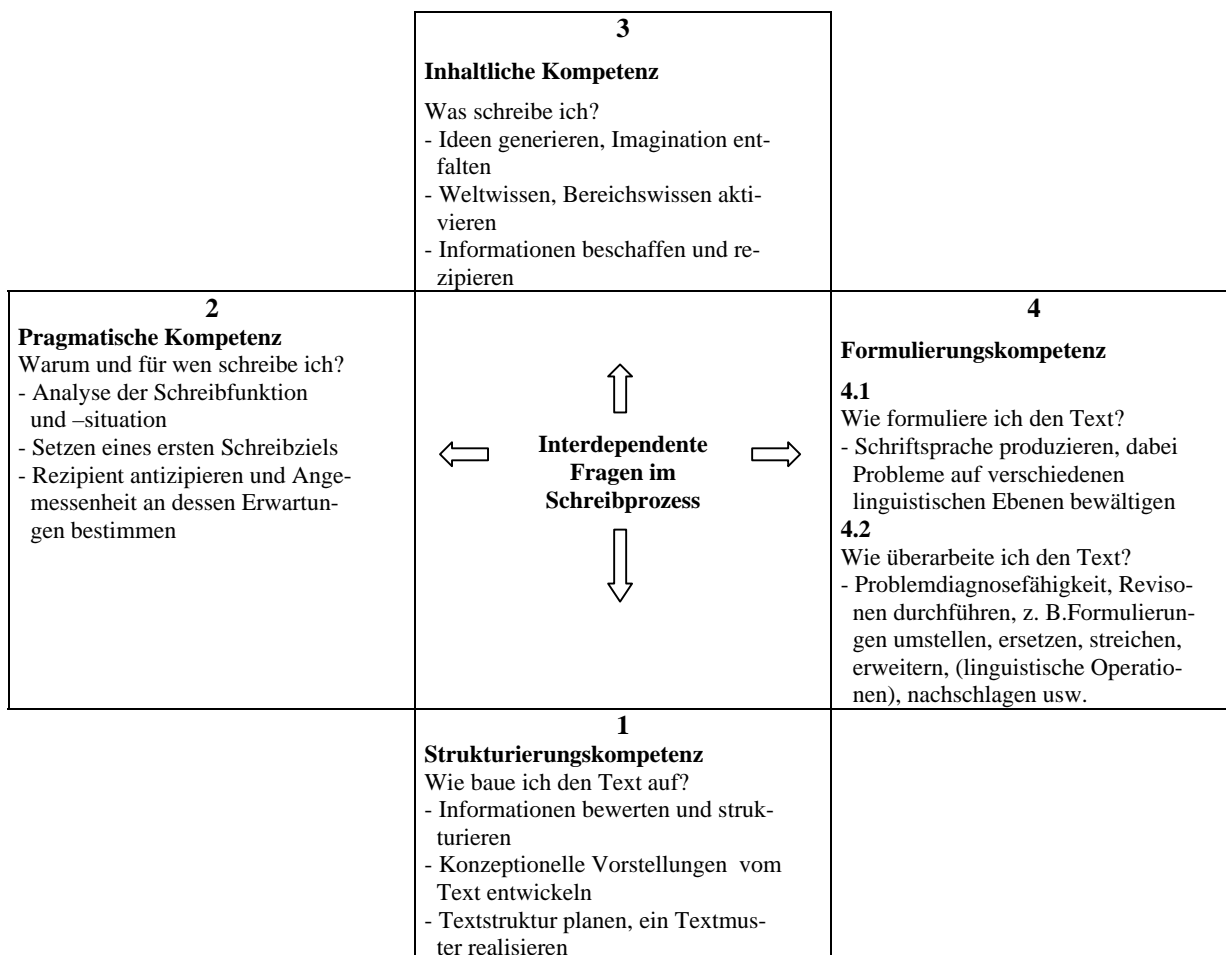 3
Inhaltliche Kompetenz
Was schreibe ich?
- Ideen generieren, Imagination ent-
falten
- Weltwissen, Bereichswissen akti-
vieren
- Informationen beschaffen und re-
zipieren
2
Pragmatische Kompetenz
Warum und für wen schreibe ich?
- Analyse der Schreibfunktion
und –situation
- Setzen eines ersten Schreibziels
- Rezipient antizipieren und Ange-
messenheit an dessen Erwartun-
gen bestimmen
Interdependente
Fragen im
Schreibprozess
4
Formulierungskompetenz
4.1
Wie formuliere ich den Text?
- Schriftsprache produzieren, dabei
Probleme auf verschiedenen
linguistischen Ebenen bewältigen
4.2
Wie überarbeite ich den Text?
- Problemdiagnosefähigkeit, Reviso-
nen durchführen, z. B.Formulierun-
gen umstellen, ersetzen, streichen,
erweitern, (linguistische Operatio-
nen), nachschlagen usw.
1
Strukturierungskompetenz
Wie baue ich den Text auf?
- Informationen bewerten und struk-
turieren
- Konzeptionelle Vorstellungen  vom
Text entwickeln
- Textstruktur planen, ein Textmus-
ter realisieren